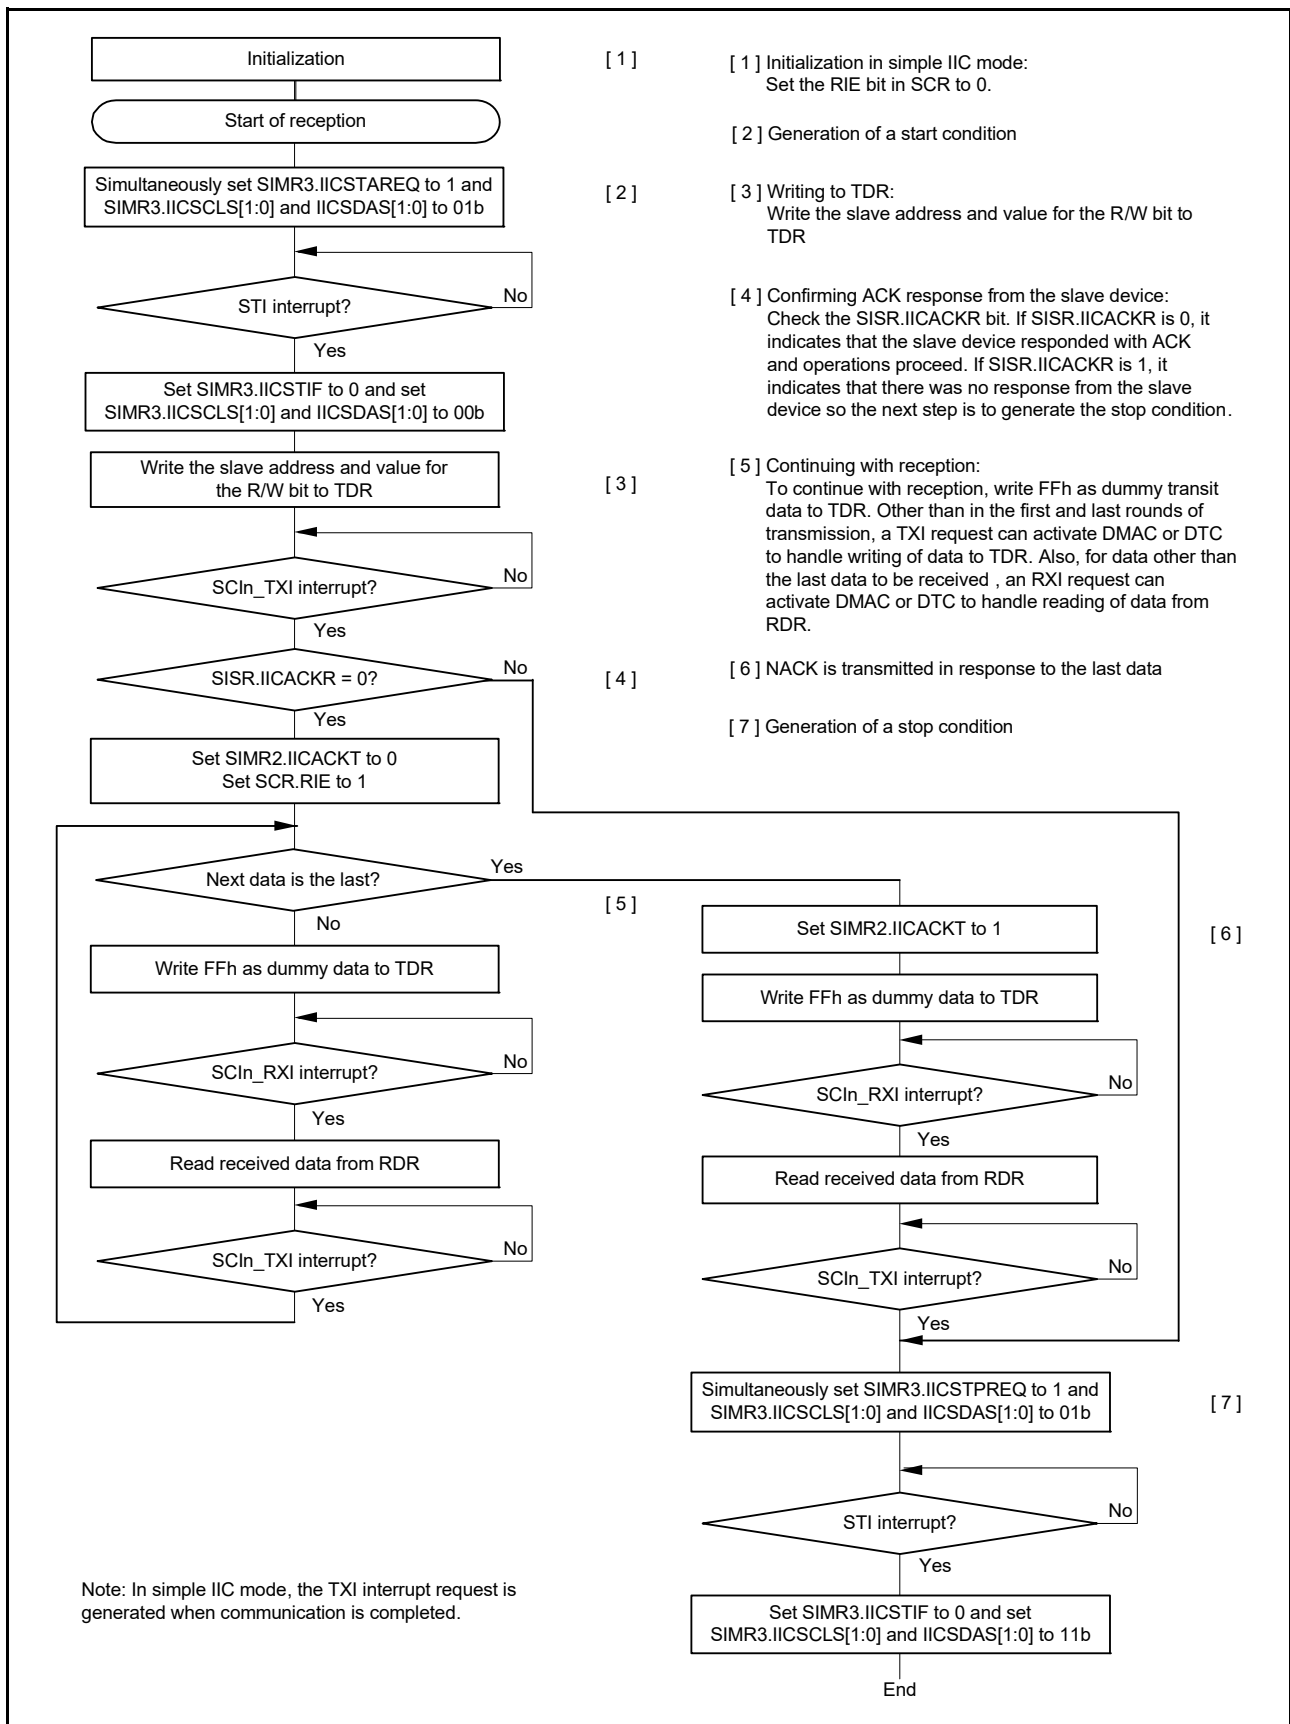 Initialization
[ 1 ]
Start of reception
Simultaneously set SIMR3.IICSTAREQ to 1 and
SIMR3.IICSCLS[1:0] and IICSDAS[1:0] to 01b
[ 2 ]
STI interrupt?
No
Yes
Set SIMR3.IICSTIF to 0 and set
SIMR3.IICSCLS[1:0] and IICSDAS[1:0] to 00b
Write the slave address and value for
the R/W bit to TDR
[ 3 ]
SCIn_TXI interrupt?
No
Yes
SISR.IICACKR = 0?
No
[ 4 ]
Yes
Set SIMR2.IICACKT to 0
Set SCR.RIE to 1
Next data is the last?
Yes
[ 5 ]
No
Write FFh as dummy data to TDR
SCIn_RXI interrupt?
No
Yes
Read received data from RDR
SCIn_TXI interrupt?
No
Yes
[ 1 ] Initialization in simple IIC mode:
Set the RIE bit in SCR to 0.
[ 2 ] Generation of a start condition
[ 3 ] Writing to TDR:
Write the slave address and value for the R/W bit to
TDR
[ 4 ] Confirming ACK response from the slave device:
Check the SISR.IICACKR bit. If SISR.IICACKR is 0, it
indicates that the slave device responded with ACK
and operations proceed. If SISR.IICACKR is 1, it
indicates that there was no response from the slave
device so the next step is to generate the stop condition.
[ 5 ] Continuing with reception:
To continue with reception, write FFh as dummy transit
data to TDR. Other than in the first and last rounds of
transmission, a TXI request can activate DMAC or DTC
to handle writing of data to TDR. Also, for data other than
the last data to be received , an RXI request can
activate DMAC or DTC to handle reading of data from
RDR.
[ 6 ] NACK is transmitted in response to the last data
[ 7 ] Generation of a stop condition
Set SIMR2.IICACKT to 1
[ 6 ]
Write FFh as dummy data to TDR
SCIn_RXI interrupt?
No
Yes
Read received data from RDR
SCIn_TXI interrupt?
No
Yes
Simultaneously set SIMR3.IICSTPREQ to 1 and
SIMR3.IICSCLS[1:0] and IICSDAS[1:0] to 01b
[ 7 ]
STI interrupt?
No
Yes
Set SIMR3.IICSTIF to 0 and set
SIMR3.IICSCLS[1:0] and IICSDAS[1:0] to 11b
End
Note: In simple IIC mode, the TXI interrupt request is
generated when communication is completed.